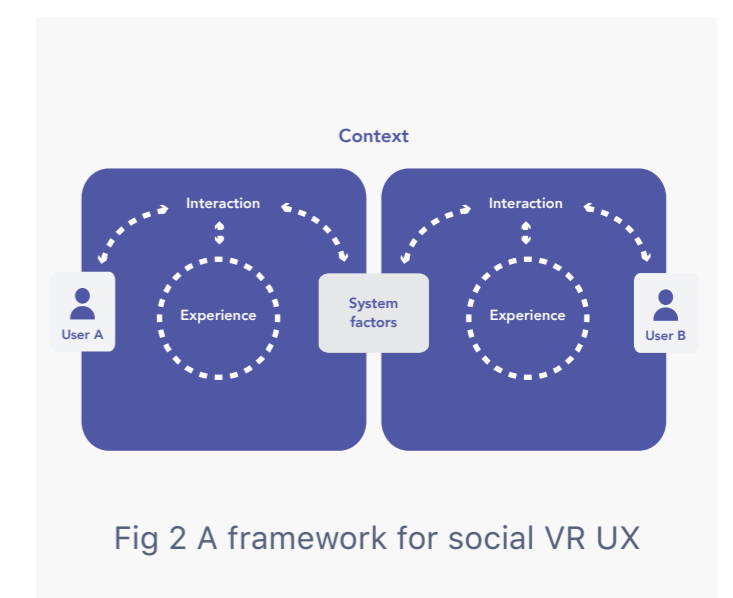 Context
Interaction
Interaction
Experience
System
factors
Experience
User A
User B
Fig 2 A framework for social VR UX